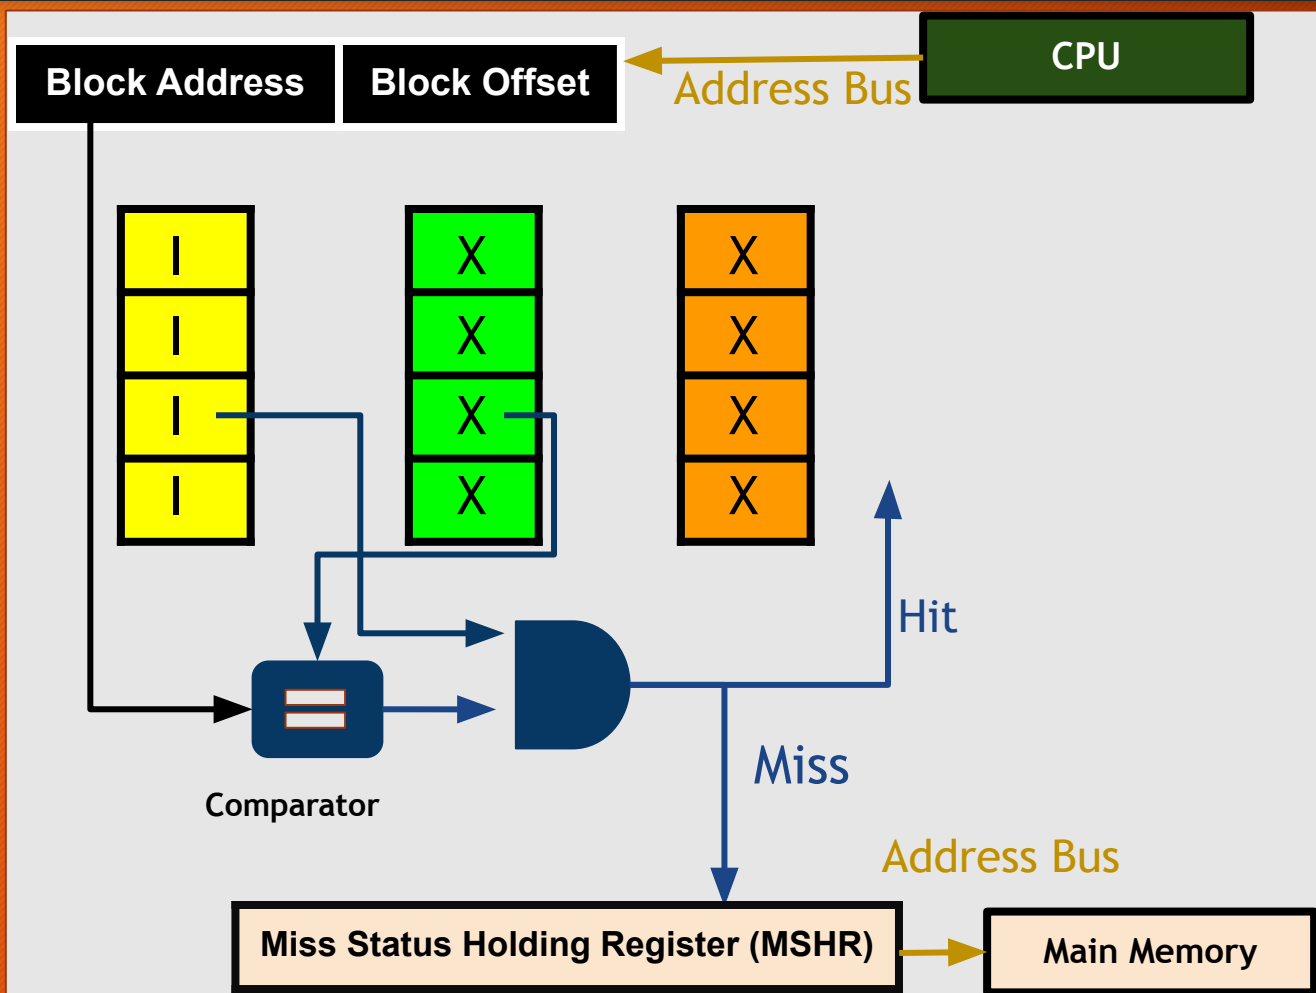 CPU
Block Address Block Offset
Address Bus
I X X
I X X
I X X
I X X
Hit
Miss
Comparator
Address Bus
Miss Status Holding Register (MSHR)
Main Memory